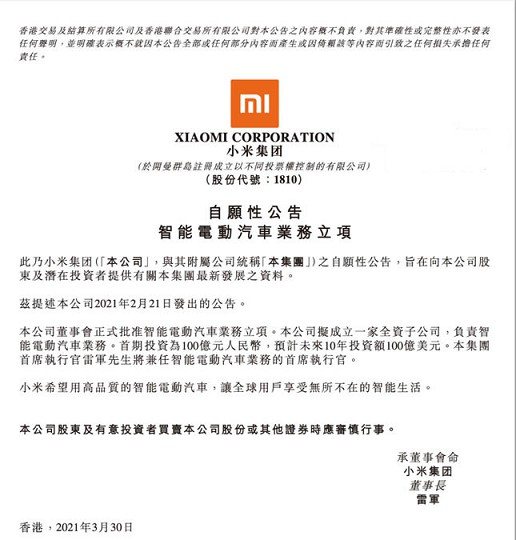 香港交易及結算所有限公司及香港聯合交易所有限公司對本公告之內容概不負責，對其準確性或完整性亦不發表
任何聲明，並明確表示概不就因本公告全部或任何部分內容而產生或因倚賴該等內容而引致之任何損失承擔任何
責任。
mi
XIAOMI CORPORATION
小米集团
(於開曼群島註冊成立以不同投票權控制的有限公司)
(股份代號：1810)
自願性公告
智能電動汽車業務立項
此乃小米集团(「本公司」，與其附屬公司統稱「本集團」)之自願性公告，旨在向本公司股
東及潛在投資者提供有關本集團最新發展之資料。
茲提述本公司2021年2月21日發出的公告。
本公司董事會正式批准智能電動汽車業務立項。本公司擬成立一家全資子公司，負責智
能電動汽車業務。首期投資為100億元人民幣，預計未來10年投資額100億美元。本集團
首席執行官雷軍先生將兼任智能電動汽車業務的首席執行官。
小米希望用高品質的智能電動汽車，讓全球用戶享受無所不在的智能生活。
本公司股東及有意投資者買賣本公司股份或其他證券時應審慎行事。
承董事會命
小米集团
董事長
雷軍
香港，2021年3月30日